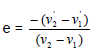 e = −(v₂′ − v₁′) / (v₂ − v₁)